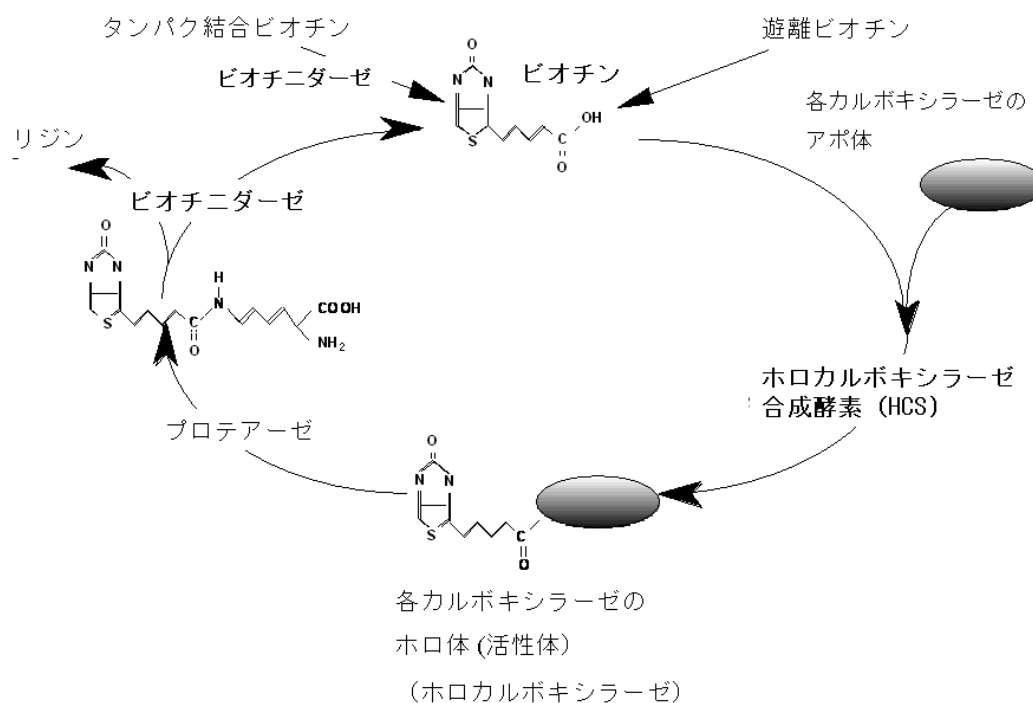 タンパク結合ビオチン
遊離ビオチン
ビオチニダーゼ
ビオチン
各カルボキシラーゼの
アポ体
リジン
ビオチニダーゼ
O
N N
S
C
O
OH
O
N N
S
C
O
H
N
COOH
NH2
ホロカルボキシラーゼ
合成酵素 (HCS)
プロテアーゼ
O
N N
S
C
O
各カルボキシラーゼの
ホロ体 (活性体)
(ホロカルボキシラーゼ)